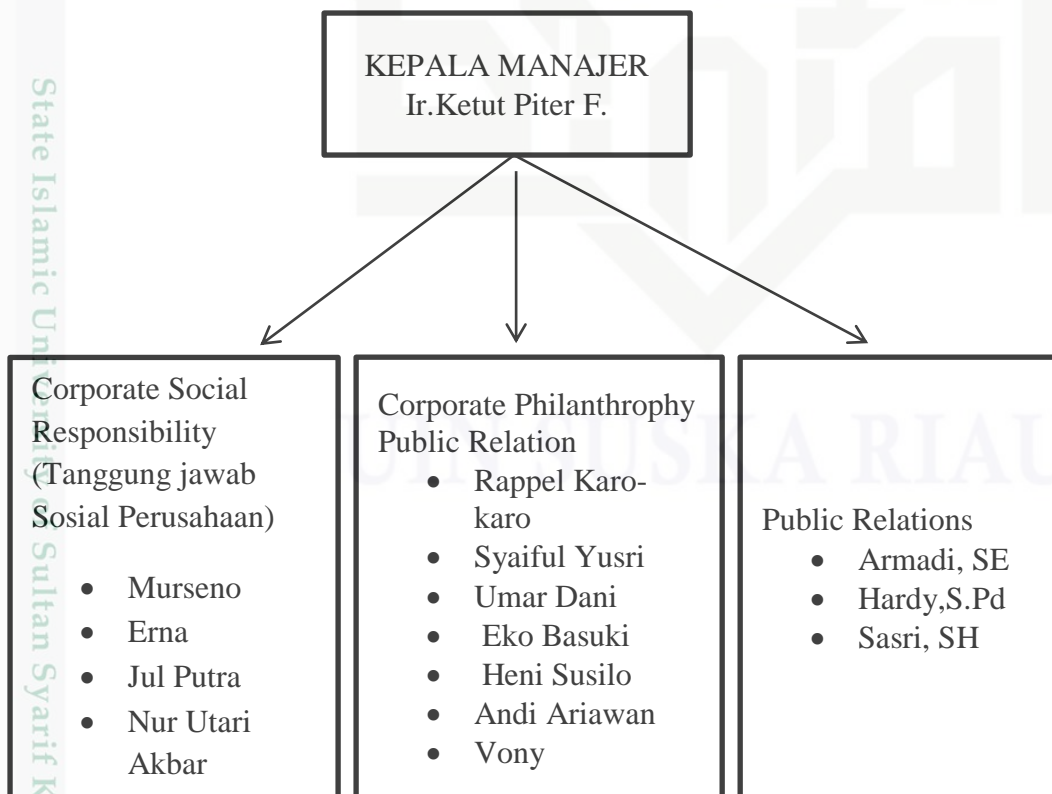 KEPALA MANAJER
Ir.Ketut Piter F.
Corporate Social
Responsibility
(Tanggung jawab
Sosial Perusahaan)
• Murseno
• Erna
• Jul Putra
• Nur Utari
Akbar
Corporate Philanthrophy
Public Relation
• Rappel Karo-
karo
• Syaiful Yusri
• Umar Dani
• Eko Basuki
• Heni Susilo
• Andi Ariawan
• Vony
Public Relations
• Armadi, SE
• Hardy,S.Pd
• Sasri, SH
State Islamic University of Sultan Syarif K
UIN SUSKA RIAU